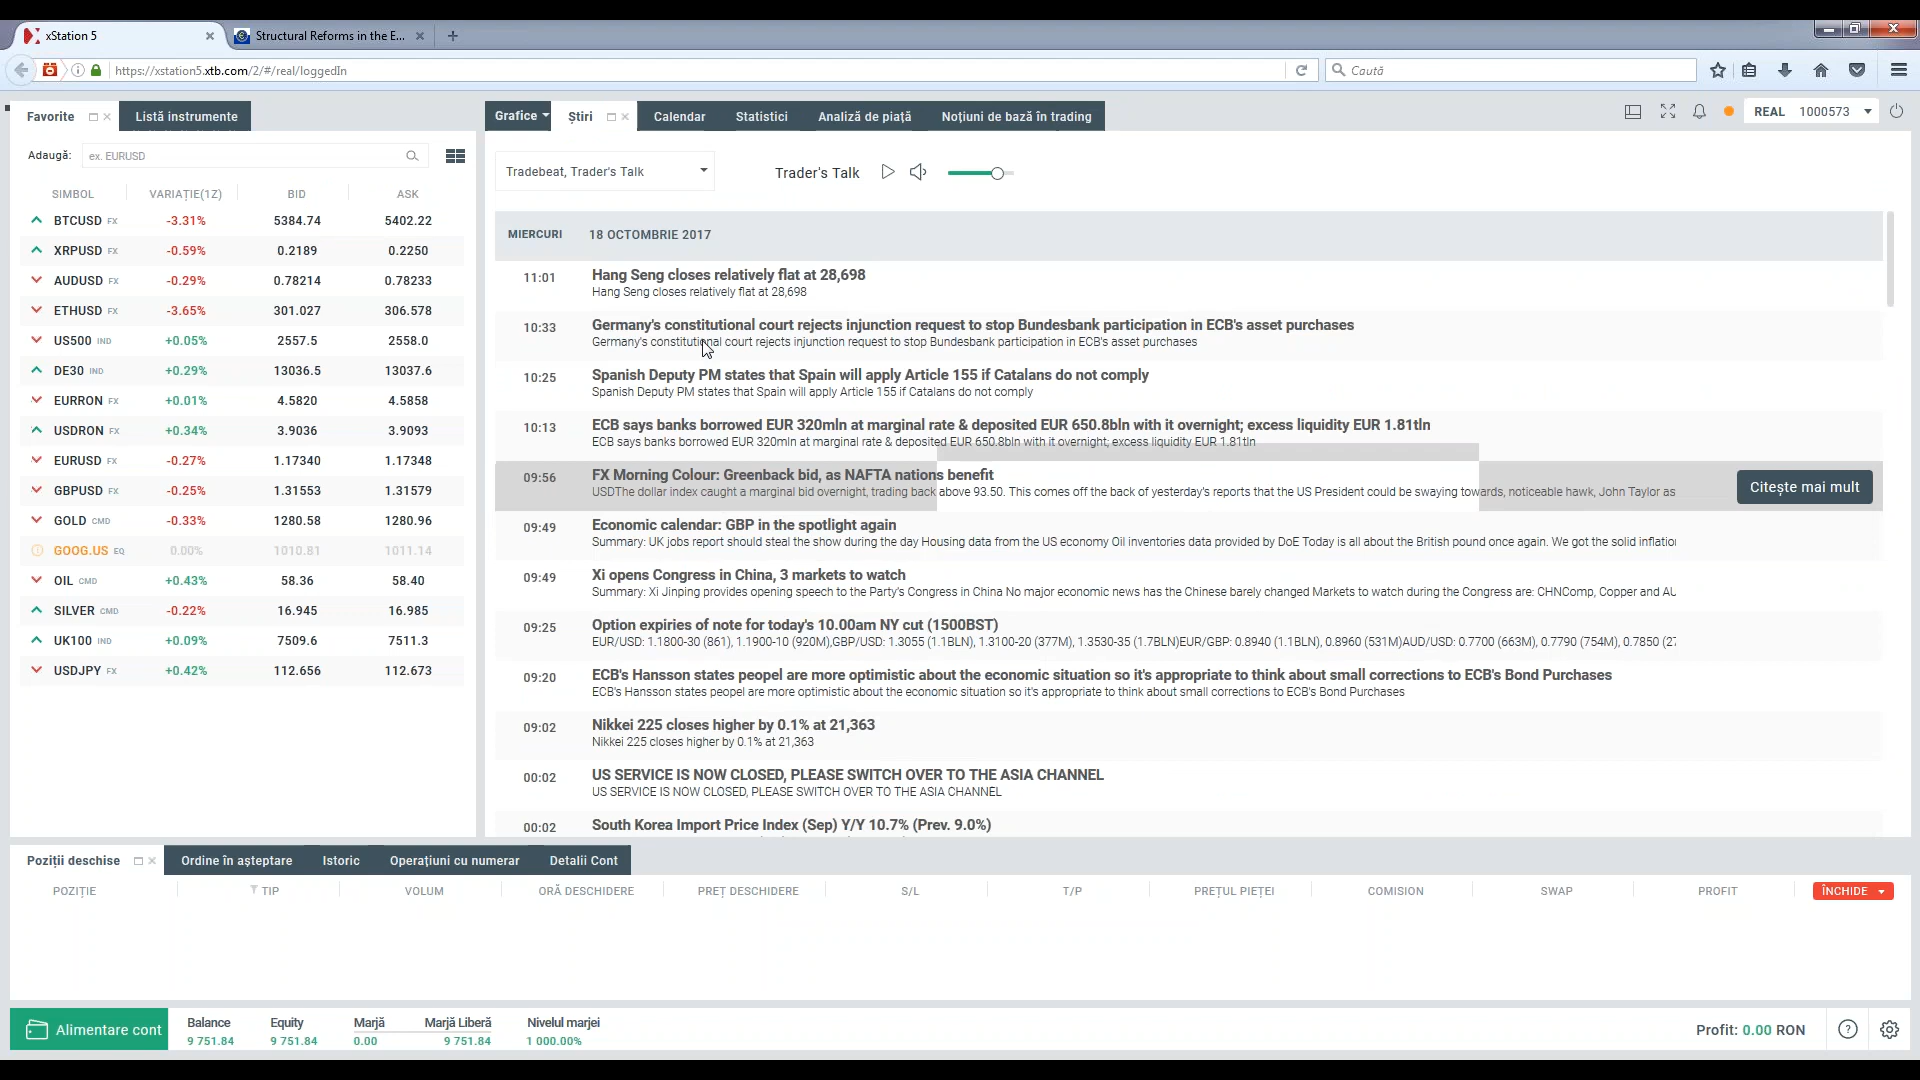 xStation 5
Structural Reforms in the E...
https://xstation5.xtb.com/2/#/real/loggedIn
Caută
Favorite
Listă instrumente
Grafice
Știri
Calendar
Statistici
Analiză de piață
Noțiuni de bază în trading
REAL 1000573
Adaugă: ex. EURUSD
Tradebeat, Trader's Talk
Trader's Talk
SIMBOL VARIAȚIE(1Z) BID ASK
BTCUSD FX -3.31% 5384.74 5402.22
XRPUSD FX -0.59% 0.2189 0.2250
AUDUSD FX -0.29% 0.78214 0.78233
ETHUSD FX -3.65% 301.027 306.578
US500 IND +0.05% 2557.5 2558.0
DE30 IND +0.29% 13036.5 13037.6
EURRON FX +0.01% 4.5820 4.5858
USDRON FX +0.34% 3.9036 3.9093
EURUSD FX -0.27% 1.17340 1.17348
GBPUSD FX -0.25% 1.31553 1.31579
GOLD CMD -0.33% 1280.58 1280.96
GOOG.US EQ 0.00% 1010.81 1011.14
OIL CMD +0.43% 58.36 58.40
SILVER CMD -0.22% 16.945 16.985
UK100 IND +0.09% 7509.6 7511.3
USDJPY FX +0.42% 112.656 112.673
MIERCURI 18 OCTOMBRIE 2017
11:01 Hang Seng closes relatively flat at 28,698
Hang Seng closes relatively flat at 28,698
10:33 Germany's constitutional court rejects injunction request to stop Bundesbank participation in ECB's asset purchases
Germany's constitutional court rejects injunction request to stop Bundesbank participation in ECB's asset purchases
10:25 Spanish Deputy PM states that Spain will apply Article 155 if Catalans do not comply
Spanish Deputy PM states that Spain will apply Article 155 if Catalans do not comply
10:13 ECB says banks borrowed EUR 320mln at marginal rate & deposited EUR 650.8bln with it overnight; excess liquidity EUR 1.81tln
ECB says banks borrowed EUR 320mln at marginal rate & deposited EUR 650.8bln with it overnight; excess liquidity EUR 1.81tln
09:56 FX Morning Colour: Greenback bid, as NAFTA nations benefit
USDThe dollar index caught a marginal bid overnight, trading back above 93.50. This comes off the back of yesterday's reports that the US President could be swaying towards, noticeable hawk, John Taylor as
Citește mai mult
09:49 Economic calendar: GBP in the spotlight again
Summary: UK jobs report should steal the show during the day Housing data from the US economy Oil inventories data provided by DoE Today is all about the British pound once again. We got the solid inflatio
09:49 Xi opens Congress in China, 3 markets to watch
Summary: Xi Jinping provides opening speech to the Party's Congress in China No major economic news has the Chinese barely changed Markets to watch during the Congress are: CHNComp, Copper and AU
09:25 Option expiries of note for today's 10.00am NY cut (1500BST)
EUR/USD: 1.1800-30 (861), 1.1900-10 (920M),GBP/USD: 1.3055 (1.1BLN), 1.3100-20 (377M), 1.3530-35 (1.7BLN)EUR/GBP: 0.8940 (1.1BLN), 0.8960 (531M)AUD/USD: 0.7700 (663M), 0.7790 (754M), 0.7850 (27
09:20 ECB's Hansson states peopel are more optimistic about the economic situation so it's appropriate to think about small corrections to ECB's Bond Purchases
ECB's Hansson states peopel are more optimistic about the economic situation so it's appropriate to think about small corrections to ECB's Bond Purchases
09:02 Nikkei 225 closes higher by 0.1% at 21,363
Nikkei 225 closes higher by 0.1% at 21,363
00:02 US SERVICE IS NOW CLOSED, PLEASE SWITCH OVER TO THE ASIA CHANNEL
US SERVICE IS NOW CLOSED, PLEASE SWITCH OVER TO THE ASIA CHANNEL
00:02 South Korea Import Price Index (Sep) Y/Y 10.7% (Prev. 9.0%)
Poziții deschise
Ordine în așteptare
Istoric
Operațiuni cu numerar
Detalii Cont
POZIȚIE TIP VOLUM ORĂ DESCHIDERE PREȚ DESCHIDERE S/L T/P PREȚUL PIEȚEI COMISION SWAP PROFIT ÎNCHIDE
Alimentare cont
Balance Equity Marjă Marjă Liberă Nivelul marjei
9 751.84 9 751.84 0.00 9 751.84 1 000.00%
Profit: 0.00 RON